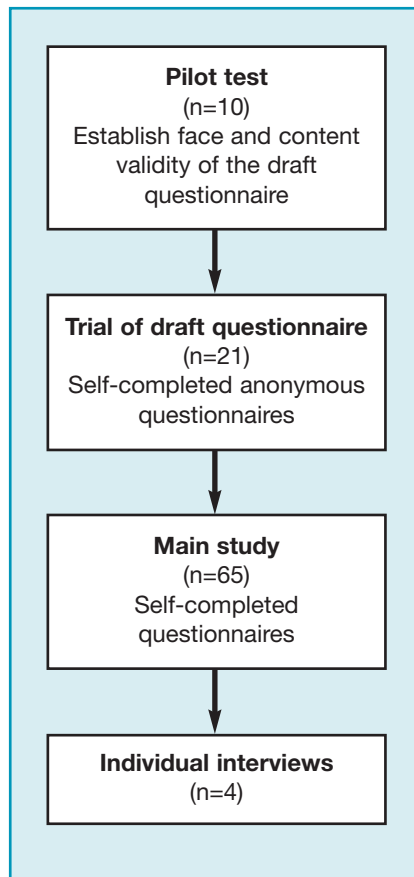 Pilot test
(n=10)
Establish face and content
validity of the draft
questionnaire
Trial of draft questionnaire
(n=21)
Self-completed anonymous
questionnaires
Main study
(n=65)
Self-completed
questionnaires
Individual interviews
(n=4)